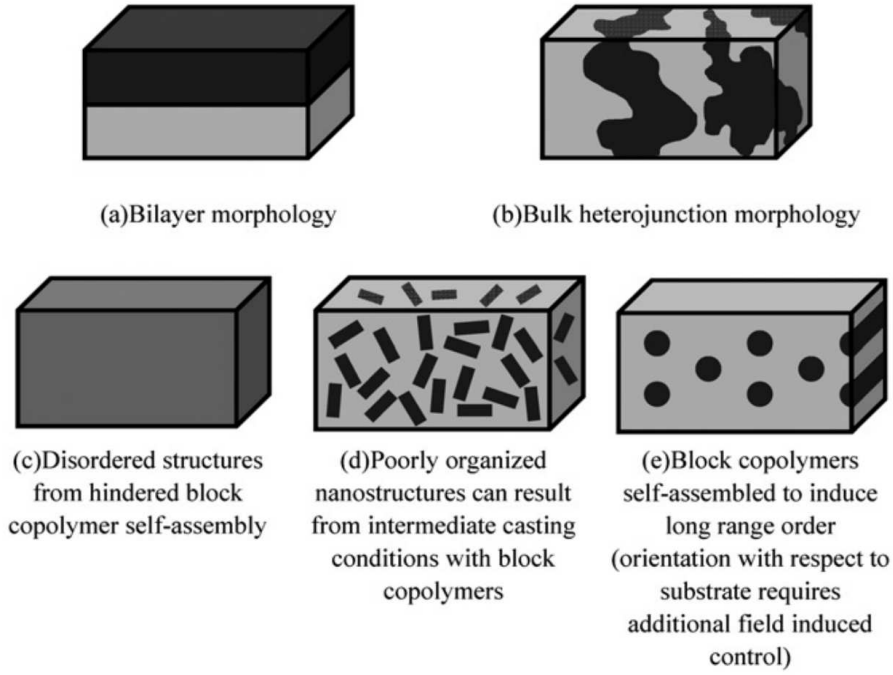 (a)Bilayer morphology
(b)Bulk heterojunction morphology
(c)Disordered structures
from hindered block
copolymer self-assembly
(d)Poorly organized
nanostructures can result
from intermediate casting
conditions with block
copolymers
(e)Block copolymers
self-assembled to induce
long range order
(orientation with respect to
substrate requires
additional field induced
control)